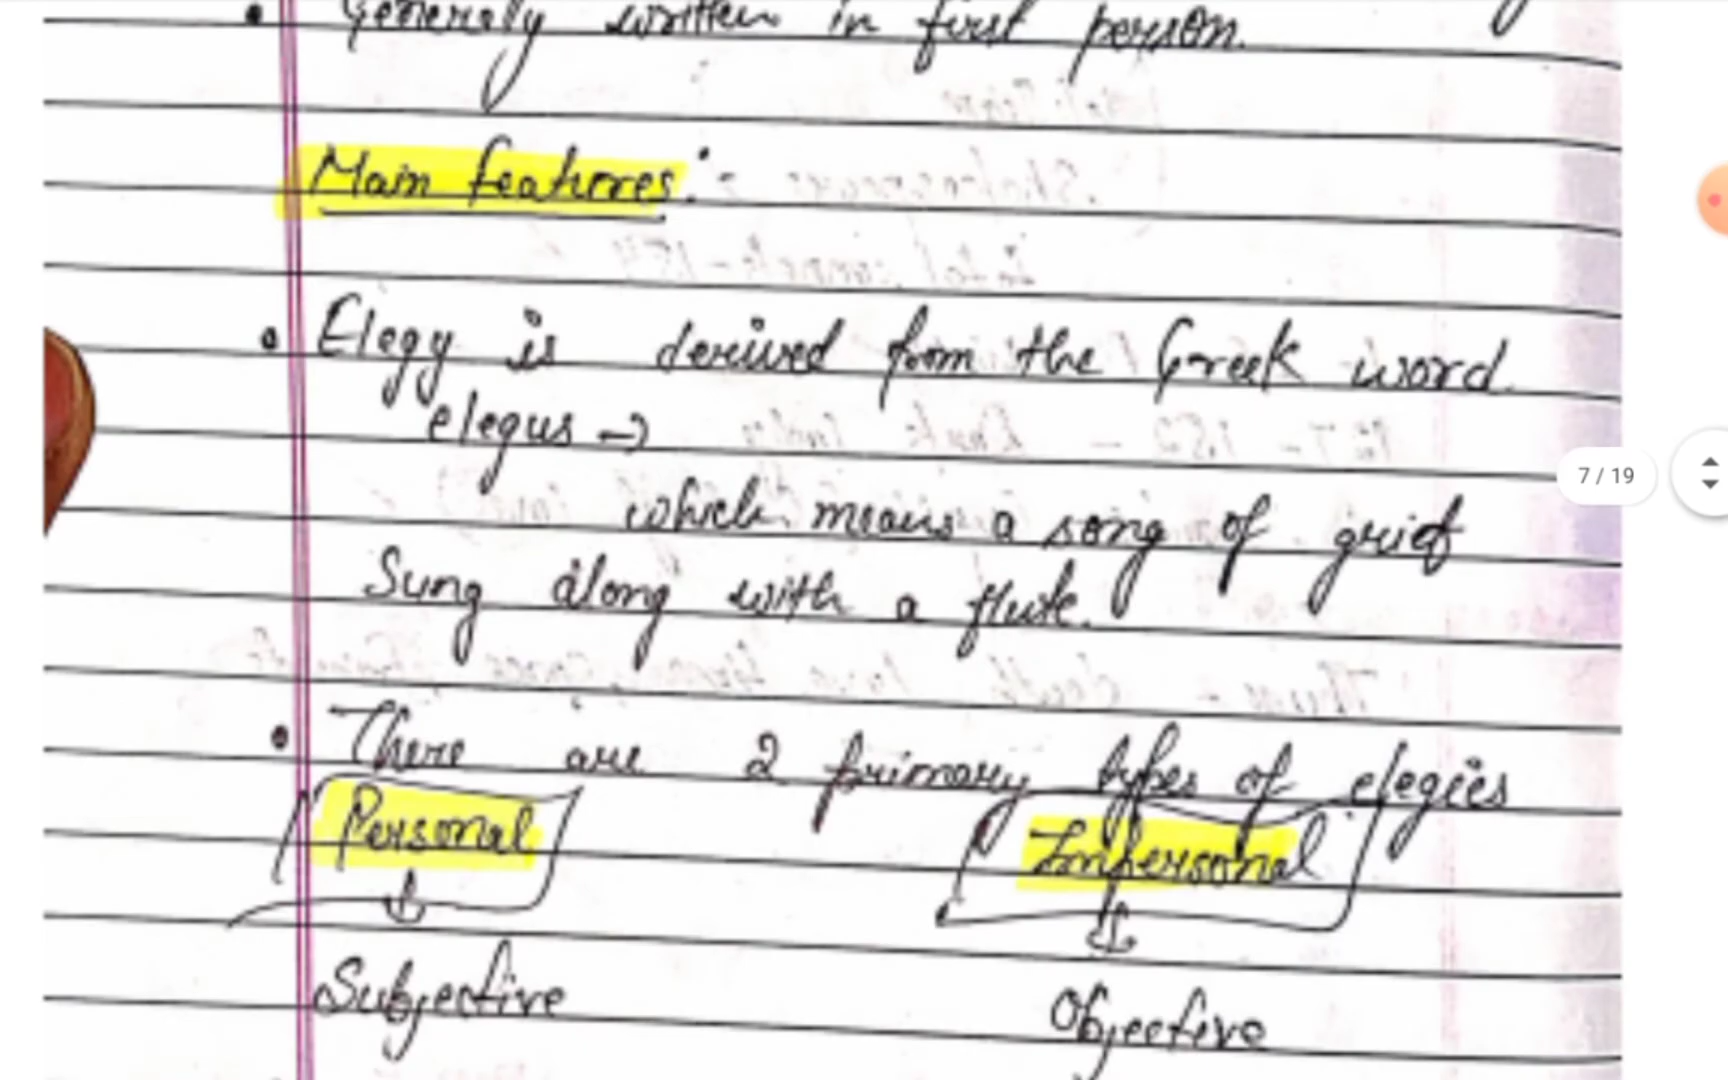 • Generally written in first person.
Main features :-
• Elegy is derived from the Greek word
elegus →
which means a song of grief
Sung along with a flute.
• There are 2 primary types of elegies
Personal Impersonal
↓ ↓
Subjective Objective
7 / 19